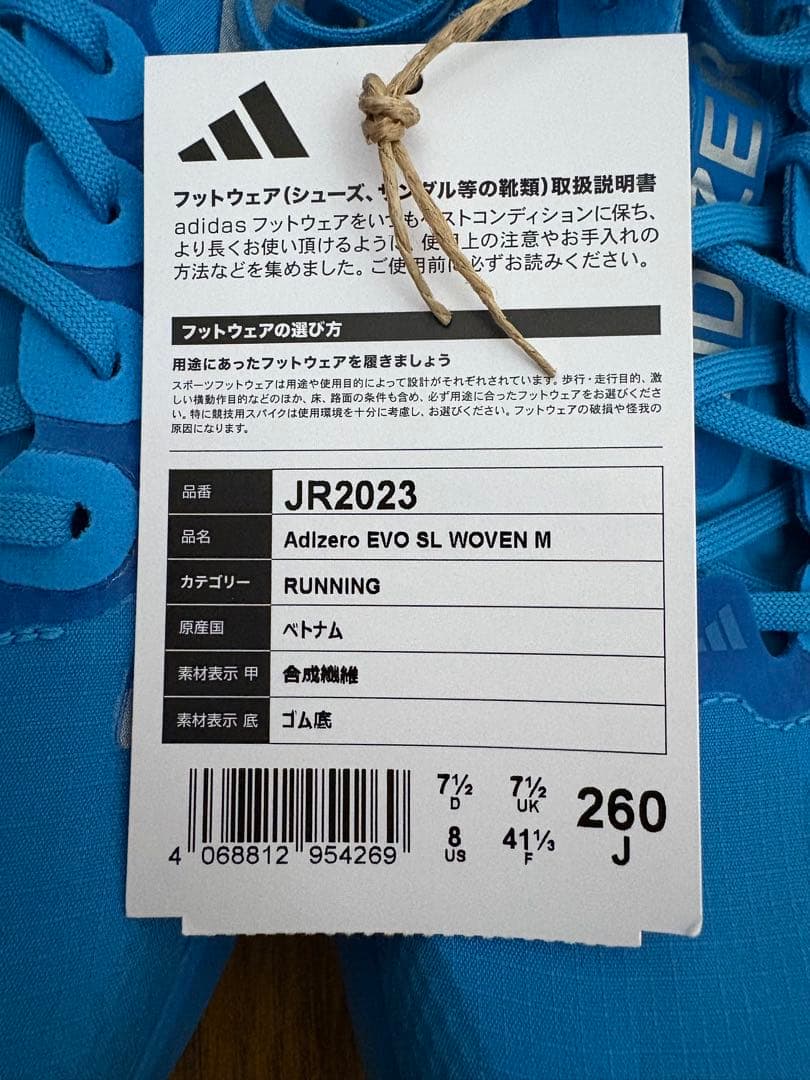 フットウェア(シューズ、サンダル等の靴類)取扱説明書
adidas フットウェアをいつもベストコンディションに保ち、
より長くお使い頂けるように、使用上の注意やお手入れの
方法などを集めました。ご使用前に必ずお読みください。
フットウェアの選び方
用途にあったフットウェアを履きましょう
スポーツフットウェアは用途や使用目的によって設計がそれぞれされています。歩行・走行目的、激
しい横動作目的などのほか、床、路面の条件も含め、必ず用途に合ったフットウェアをお選びくださ
い。特に競技用スパイクは使用環境を十分に考慮し、お選びください。フットウェアの破損や怪我の
原因になります。
品番 JR2023
品名 AdIzero EVO SL WOVEN M
カテゴリー RUNNING
原産国 ベトナム
素材表示 甲 合成繊維
素材表示 底 ゴム底
7½ D 7½ UK
8 US 41⅓ F
260 J
4 068812 954269